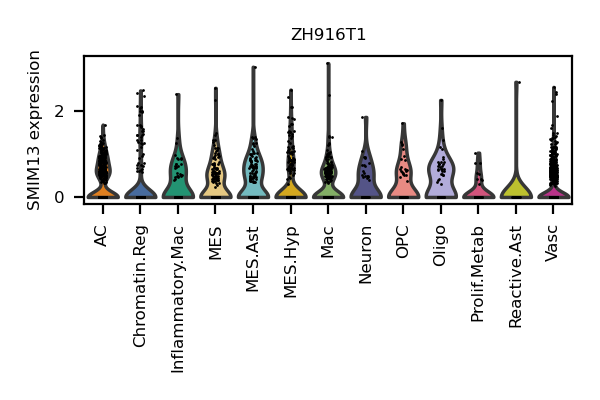 ZH916T1
SMIM13 expression
2
0
AC
Chromatin.Reg
Inflammatory.Mac
MES
MES.Ast
MES.Hyp
Mac
Neuron
OPC
Oligo
Prolif.Metab
Reactive.Ast
Vasc